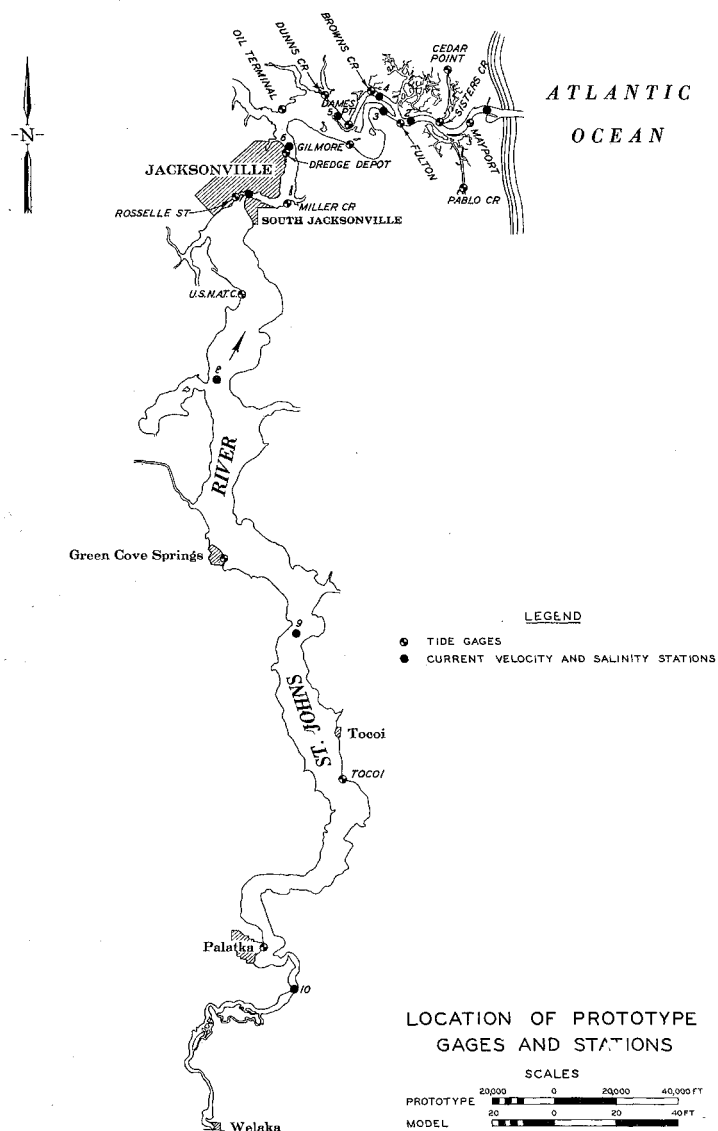 OIL TERMINAL
DUNNS CR
BROWNS CR
CEDAR
POINT
SISTERS CR
ATLANTIC
OCEAN
-N-
DAMES
PT
5
4
3
2
1
MAYPORT
FULTON
6
GILMORE
DREDGE DEPOT
JACKSONVILLE
PABLO CR
ROSSELLE ST
MILLER CR
SOUTH JACKSONVILLE
U.S.N.AT.C.
8
RIVER
Green Cove Springs
9
LEGEND
TIDE GAGES
CURRENT VELOCITY AND SALINITY STATIONS
ST. JOHNS
Tocoi
TOCOI
Palatka
10
LOCATION OF PROTOTYPE
GAGES AND STATIONS
SCALES
PROTOTYPE 20,000 0 20,000 40,000 FT
MODEL 20 0 20 40 FT
Welaka